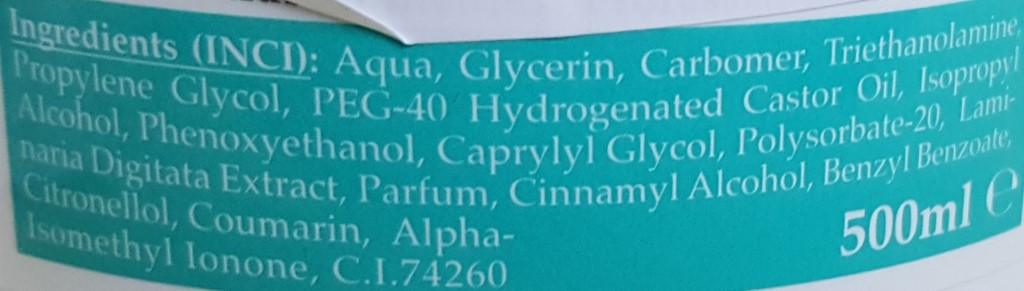 Ingredients (INCI): Aqua, Glycerin, Carbomer, Triethanolamine,
Propylene Glycol, PEG-40 Hydrogenated Castor Oil, Isopropyl
Alcohol, Phenoxyethanol, Caprylyl Glycol, Polysorbate-20, Lami-
naria Digitata Extract, Parfum, Cinnamyl Alcohol, Benzyl Benzoate,
Citronellol, Coumarin, Alpha-
Isomethyl Ionone, C.I.74260
500ml ℮